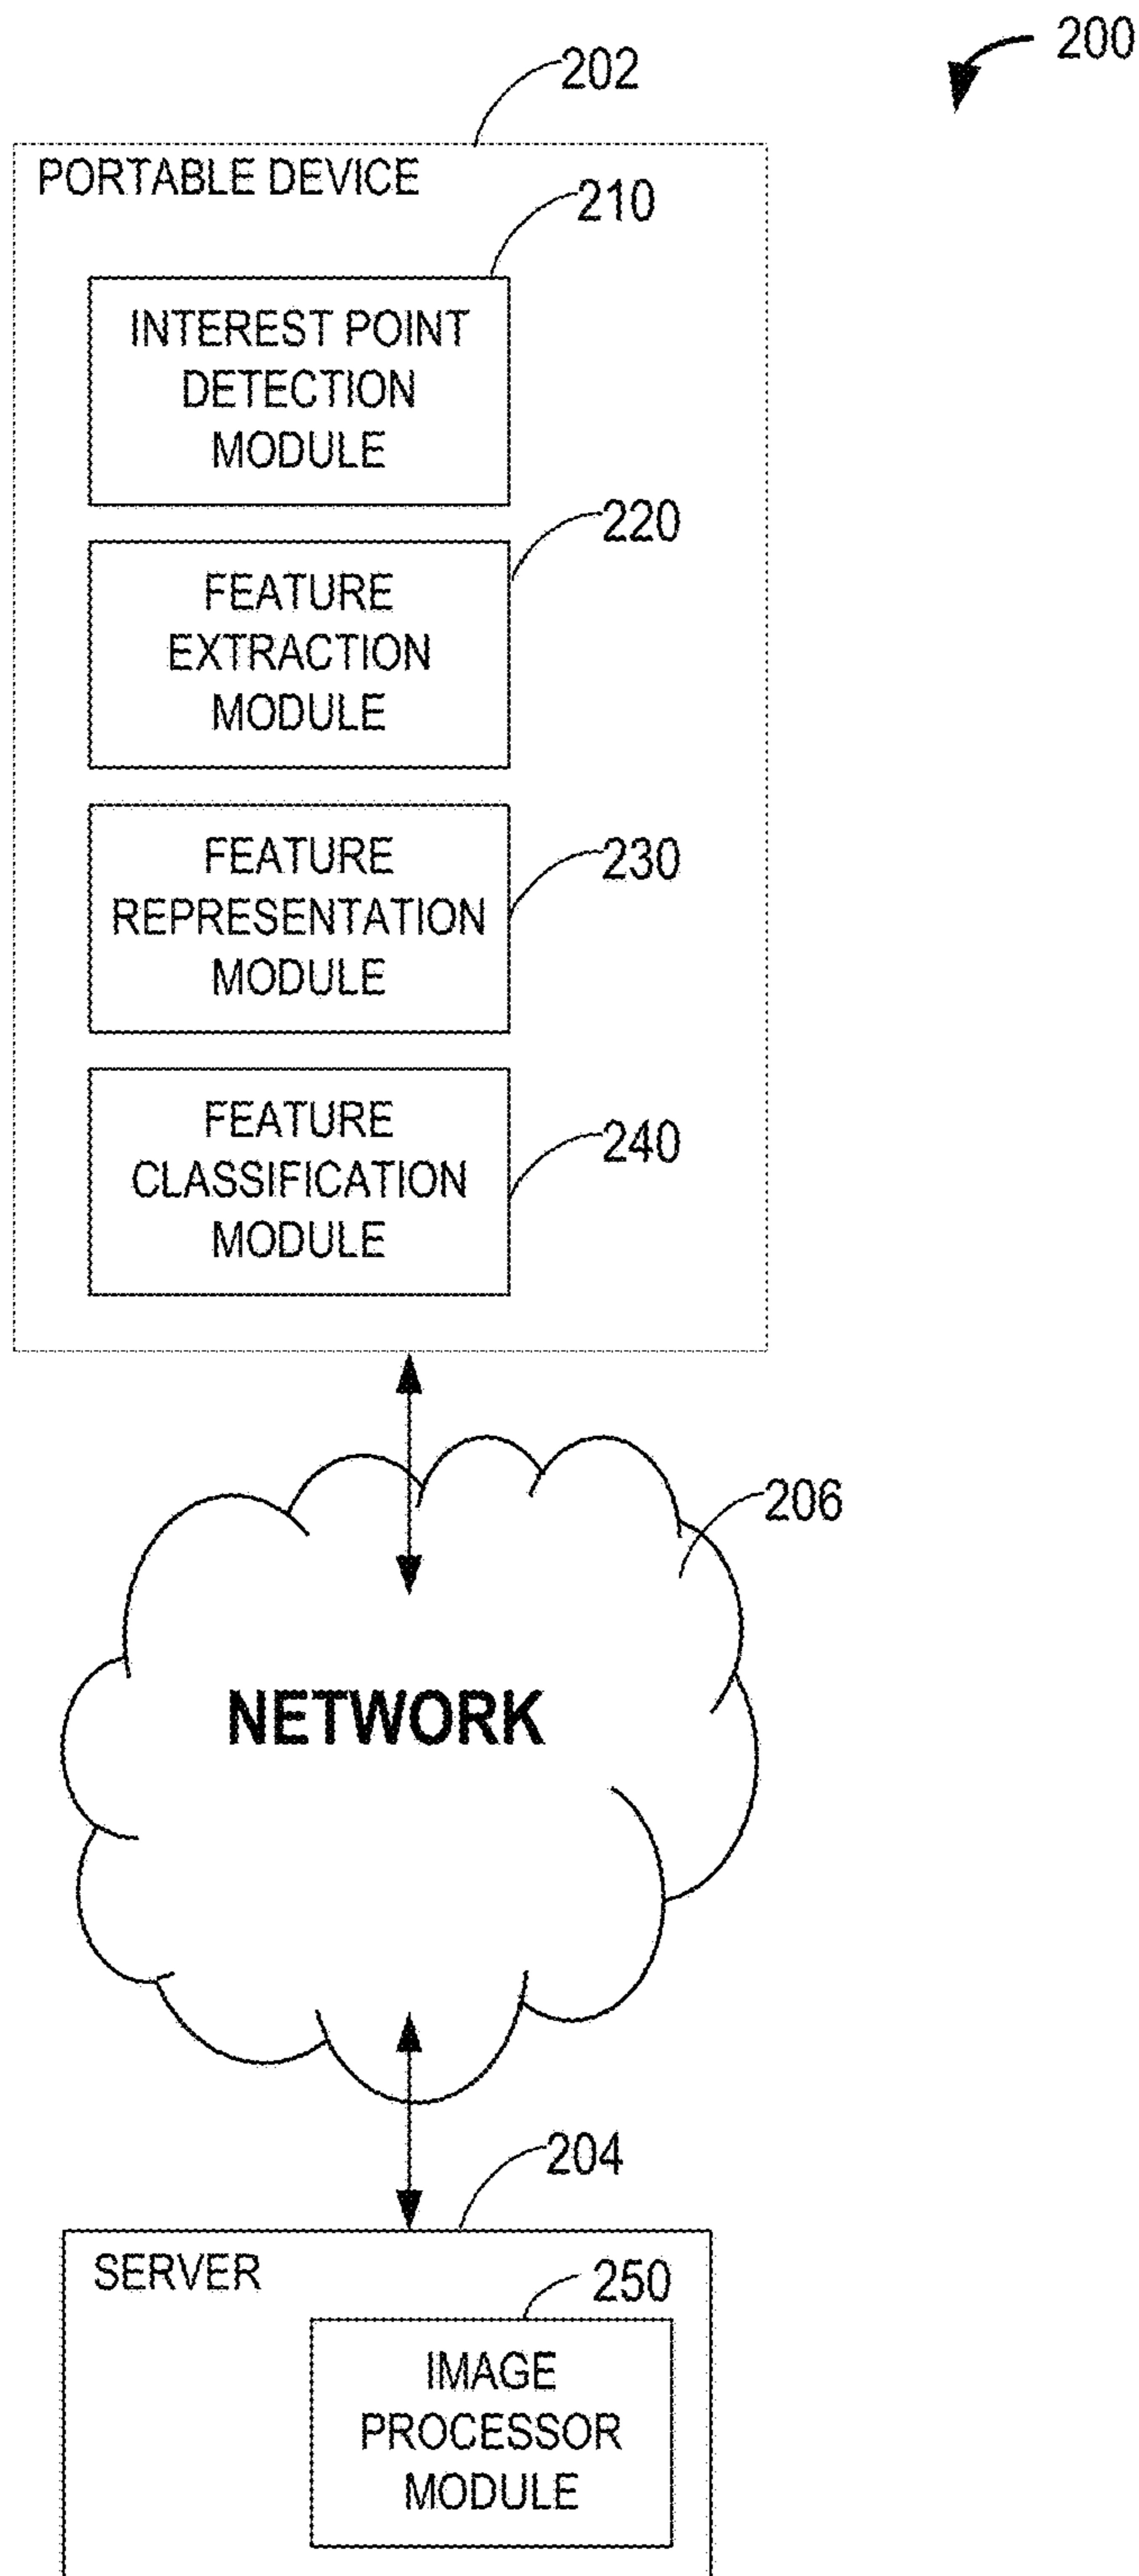 200
202
PORTABLE DEVICE
210
INTEREST POINT
DETECTION
MODULE
220
FEATURE
EXTRACTION
MODULE
230
FEATURE
REPRESENTATION
MODULE
240
FEATURE
CLASSIFICATION
MODULE
206
NETWORK
204
SERVER
250
IMAGE
PROCESSOR
MODULE